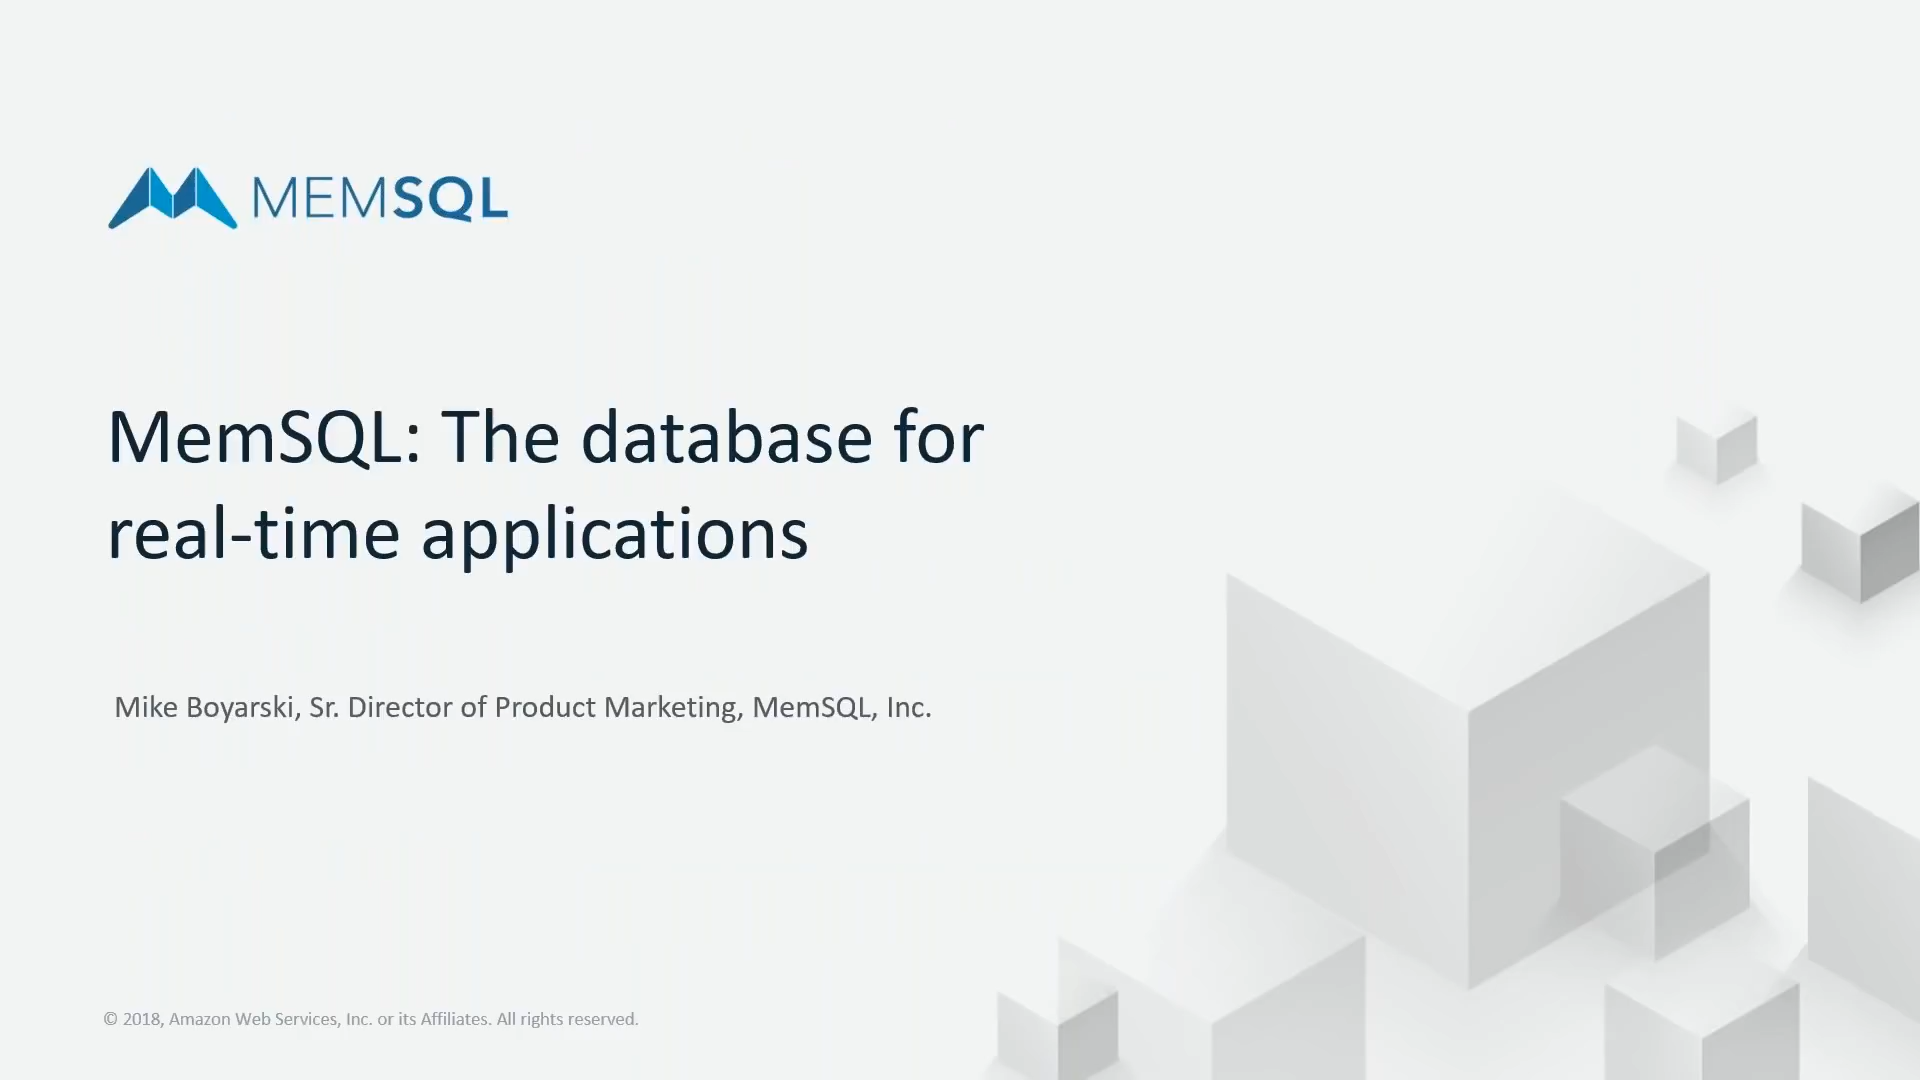 MEMSQL
MemSQL: The database for
real-time applications
Mike Boyarski, Sr. Director of Product Marketing, MemSQL, Inc.
© 2018, Amazon Web Services, Inc. or its Affiliates. All rights reserved.